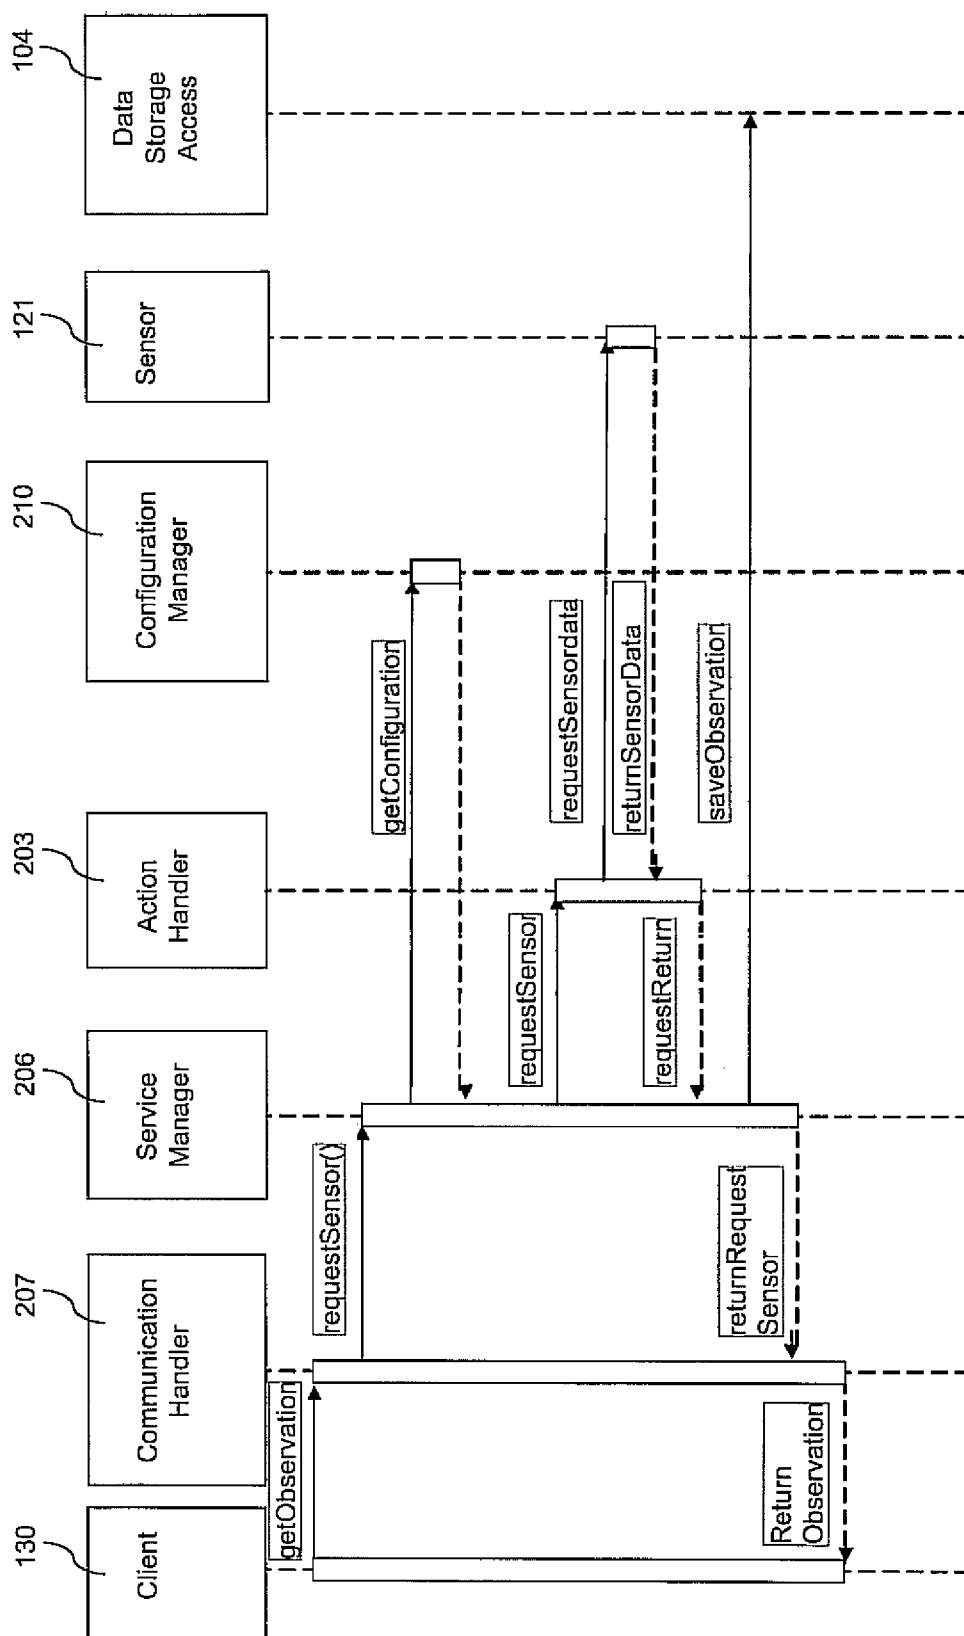 130
Client
207
Communication
Handler
206
Service
Manager
203
Action
Handler
210
Configuration
Manager
121
Sensor
104
Data
Storage
Access
getObservation
requestSensor()
getConfiguration
requestSensor
requestSensordata
returnSensorData
requestReturn
saveObservation
returnRequest
Sensor
Return
Observation